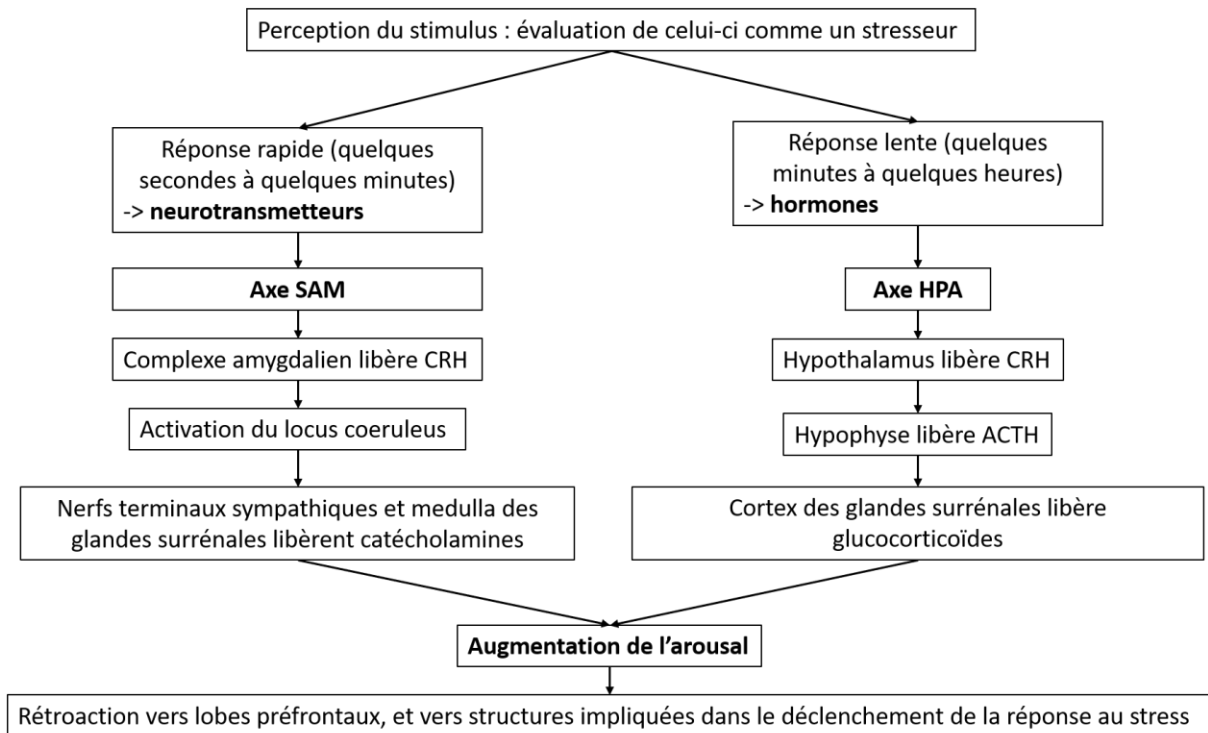 Perception du stimulus : évaluation de celui-ci comme un stresseur
Réponse rapide (quelques
secondes à quelques minutes)
-> neurotransmetteurs
Réponse lente (quelques
minutes à quelques heures)
-> hormones
Axe SAM
Axe HPA
Complexe amygdalien libère CRH
Hypothalamus libère CRH
Activation du locus coeruleus
Hypophyse libère ACTH
Nerfs terminaux sympathiques et medulla des
glandes surrénales libèrent catécholamines
Cortex des glandes surrénales libère
glucocorticoïdes
Augmentation de l’arousal
Rétroaction vers lobes préfrontaux, et vers structures impliquées dans le déclenchement de la réponse au stress